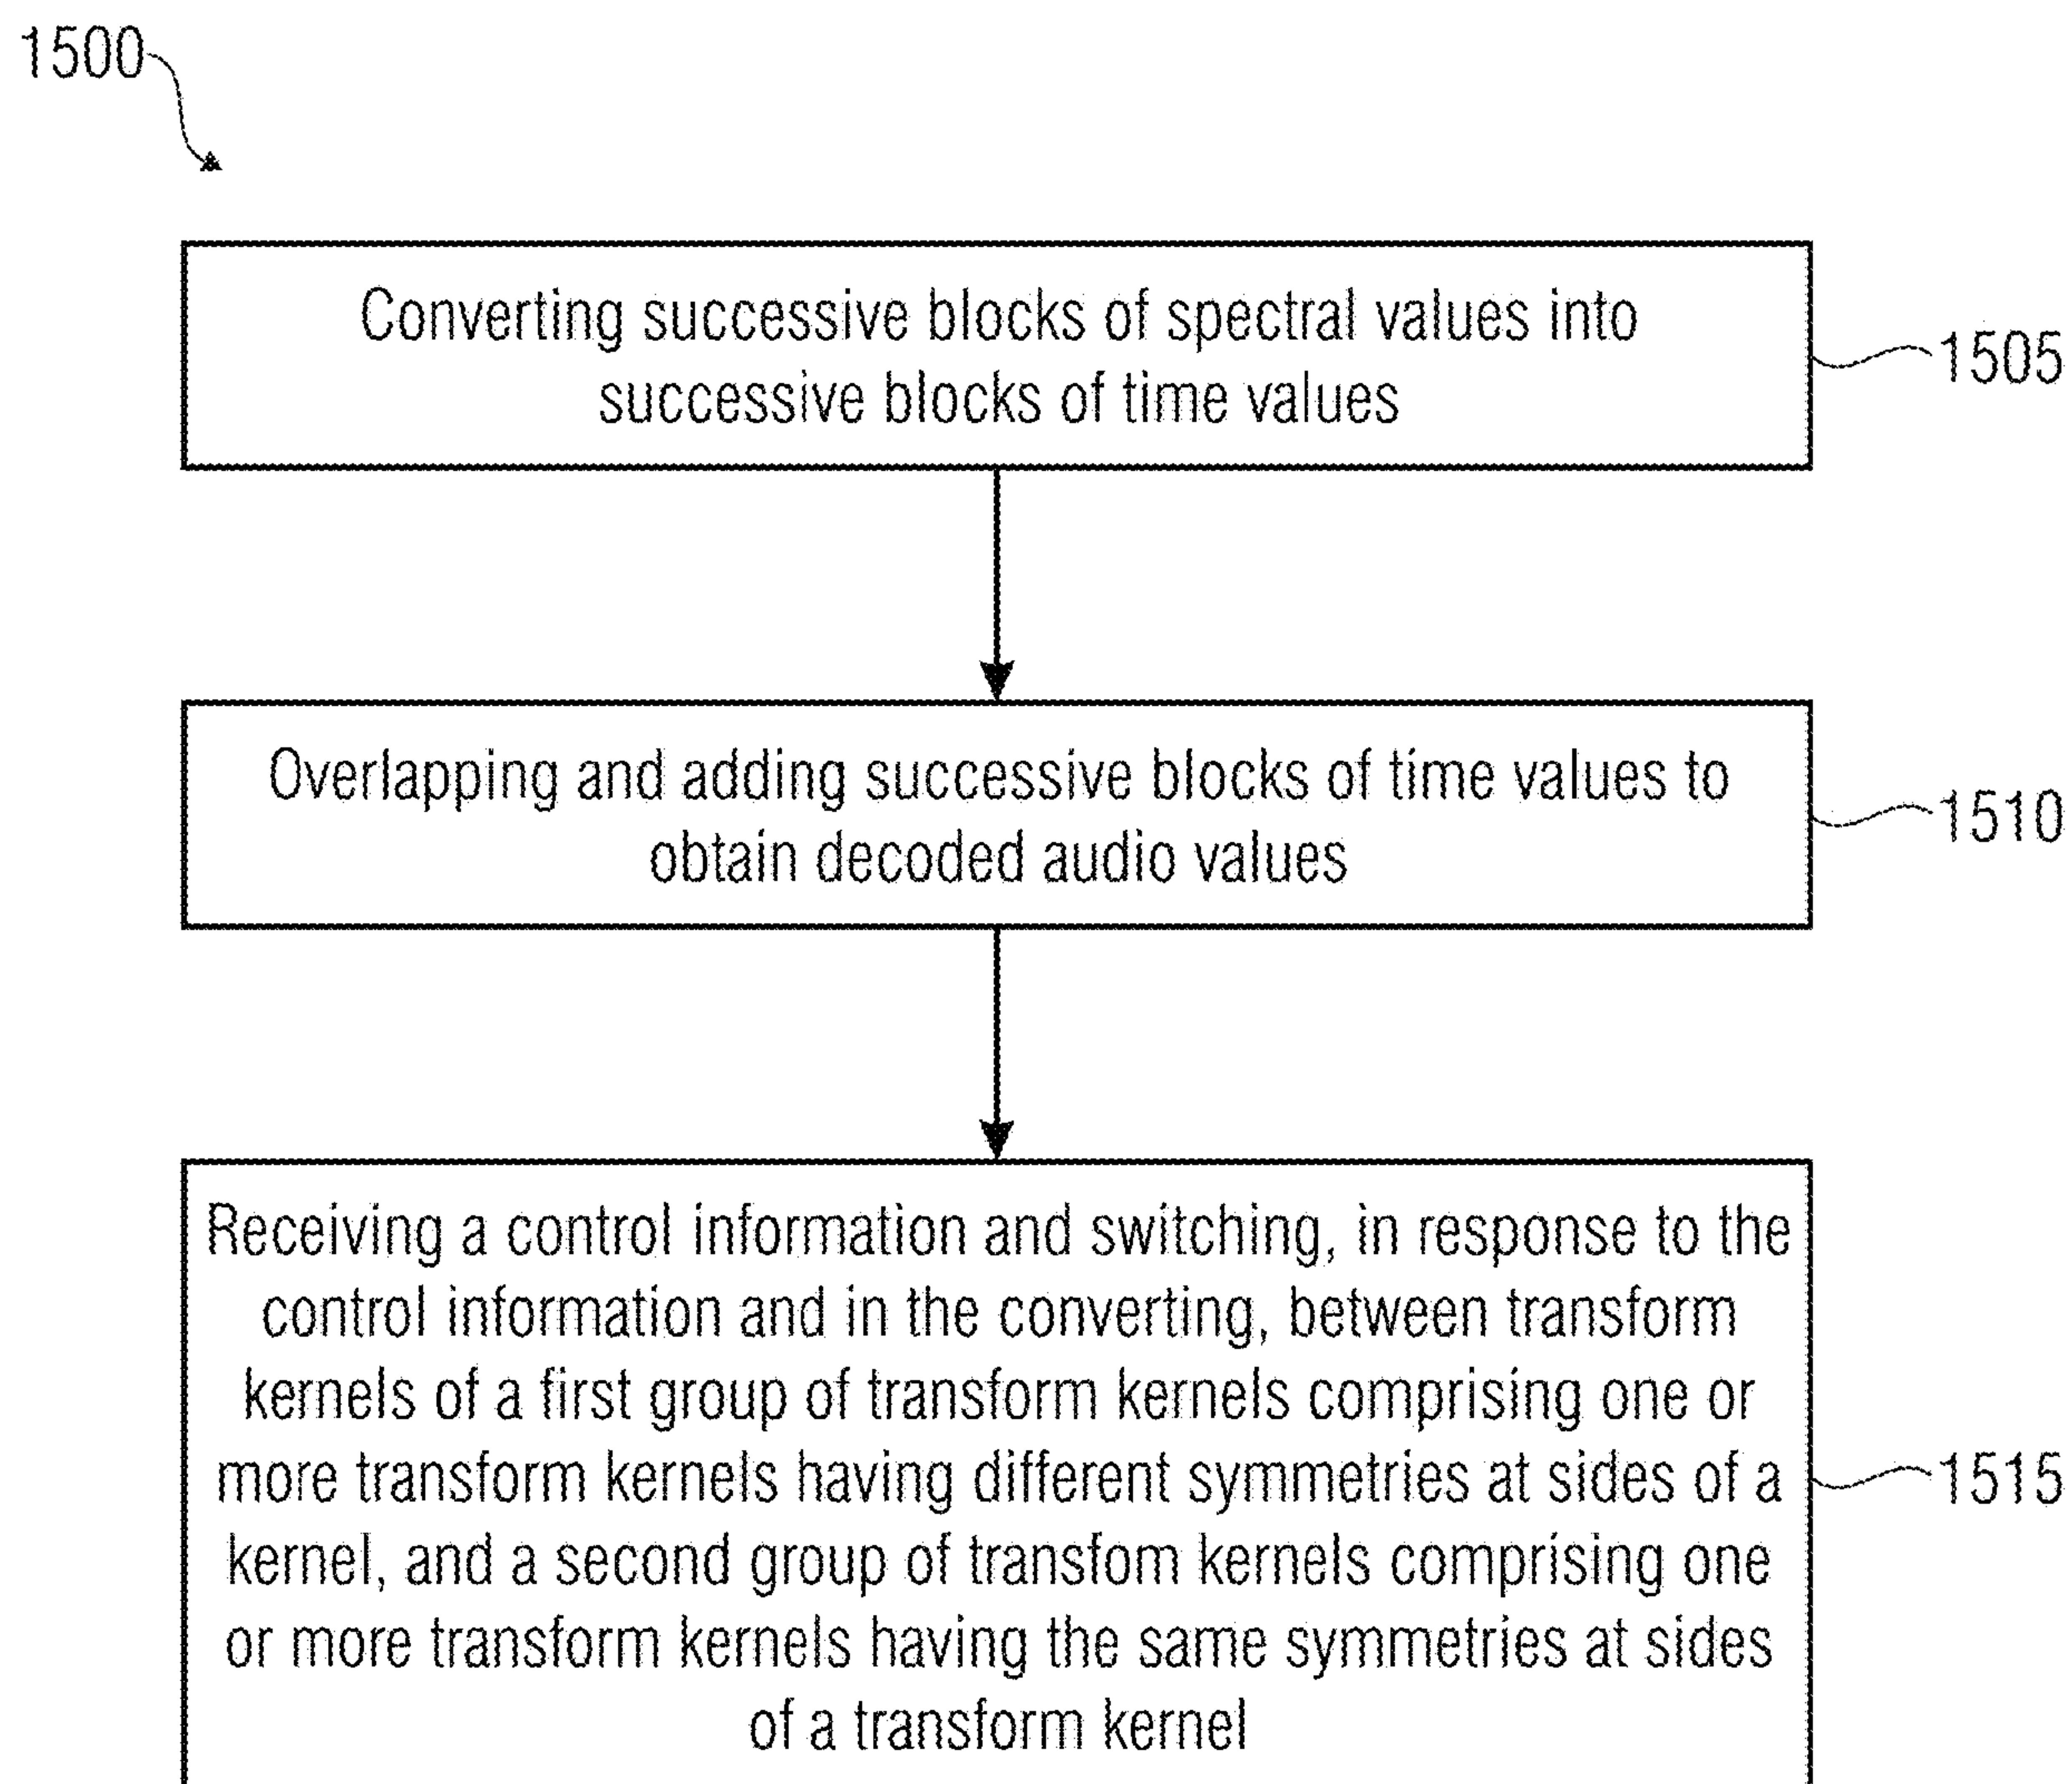 1500
Converting successive blocks of spectral values into
successive blocks of time values
1505
Overlapping and adding successive blocks of time values to
obtain decoded audio values
1510
Receiving a control information and switching, in response to the
control information and in the converting, between transform
kernels of a first group of transform kernels comprising one or
more transform kernels having different symmetries at sides of a
kernel, and a second group of transfom kernels comprising one
or more transform kernels having the same symmetries at sides
of a transform kernel
1515